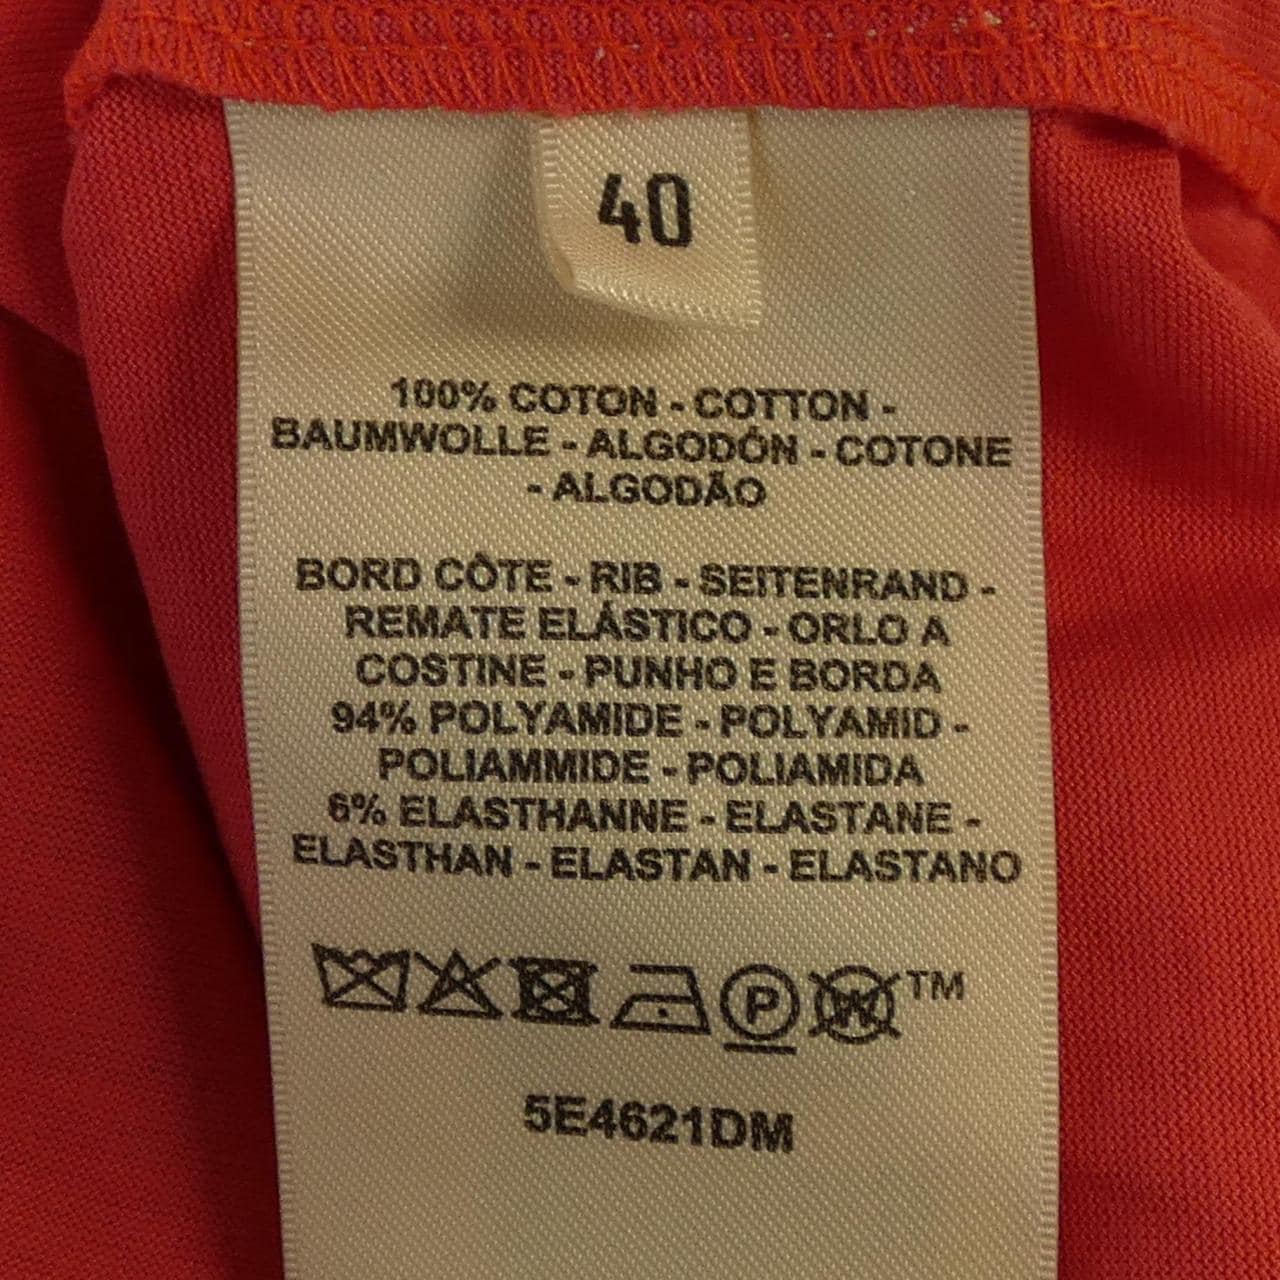 40
100% COTON - COTTON -
BAUMWOLLE - ALGODÓN - COTONE
- ALGODÃO
BORD CÔTE - RIB - SEITENRAND -
REMATE ELÁSTICO - ORLO A
COSTINE - PUNHO E BORDA
94% POLYAMIDE - POLYAMID -
POLIAMMIDE - POLIAMIDA
6% ELASTHANNE - ELASTANE -
ELASTHAN - ELASTAN - ELASTANO
P W TM
5E4621DM